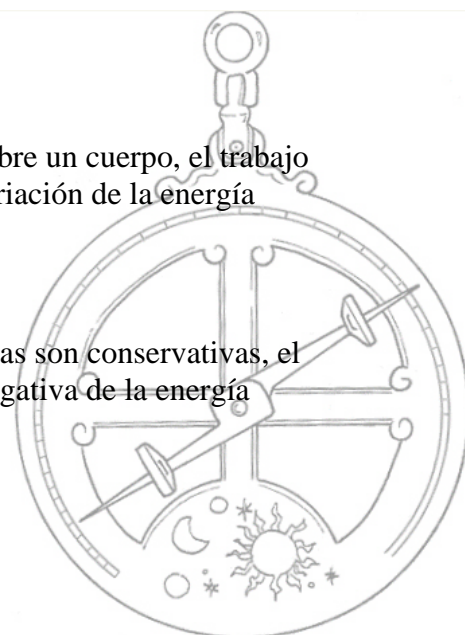 bre un cuerpo, el trabajo
riación de la energía
as son conservativas, el
gativa de la energía